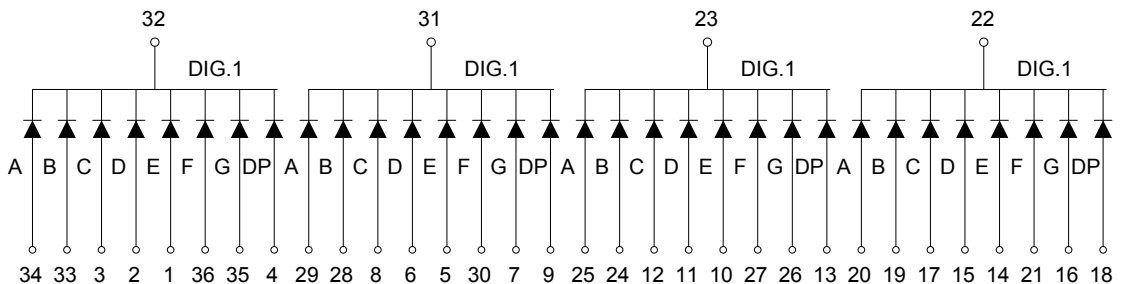 32 31 23 22
DIG.1 DIG.1 DIG.1 DIG.1
A B C D E F G DP A B C D E F G DP A B C D E F G DP A B C D E F G DP
34 33 3 2 1 36 35 4 29 28 8 6 5 30 7 9 25 24 12 11 10 27 26 13 20 19 17 15 14 21 16 18